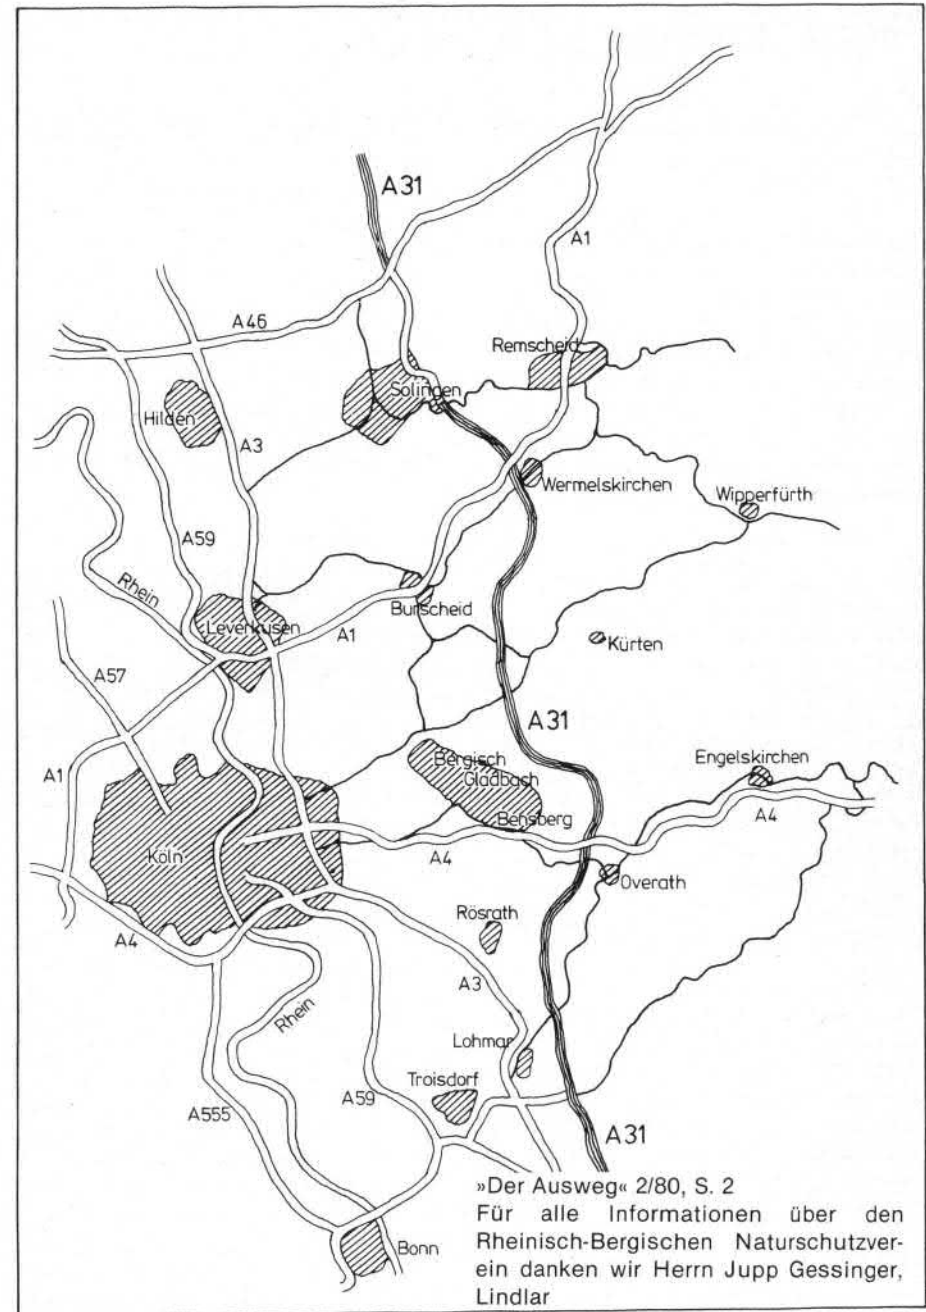 A31
A1
A46
Remscheid
Solingen
Hilden
A3
Wermelskirchen
Wipperfürth
A59
Rhein
Burscheid
Leverkusen
A1
Kürten
A57
A31
Bergisch
Gladbach
Engelskirchen
A1
Bensberg
A4
A4
Köln
Overath
Rösrath
A4
A3
Rhein
Lohmar
Troisdorf
A555
A59
A31
Bonn
»Der Ausweg« 2/80, S. 2
Für alle Informationen über den
Rheinisch-Bergischen Naturschutzver-
ein danken wir Herrn Jupp Gessinger,
Lindlar